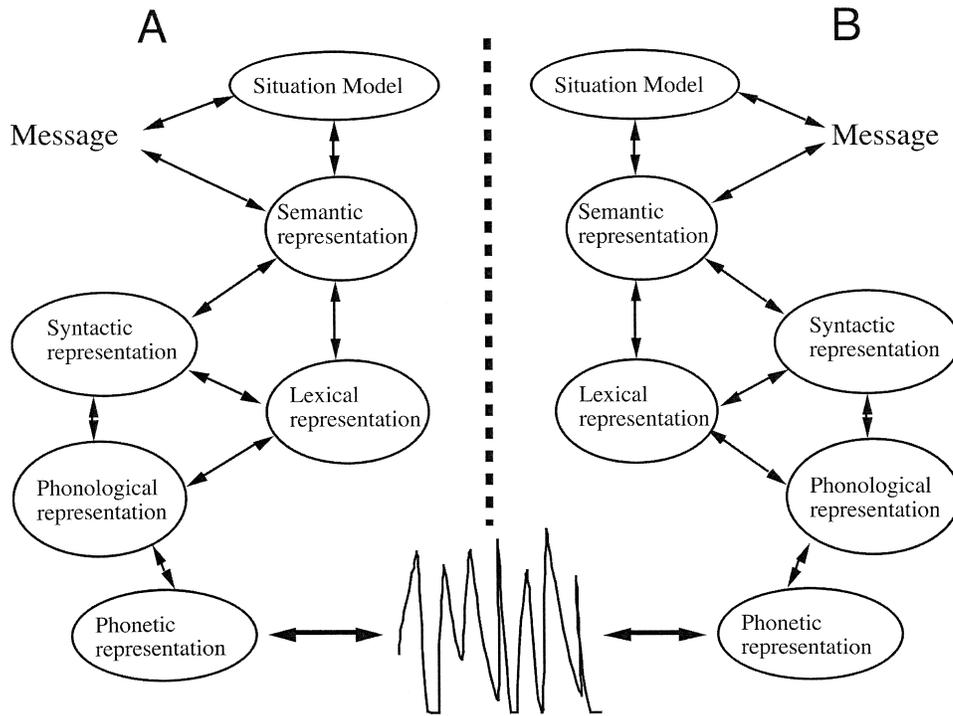 A
B
Situation Model
Situation Model
Message
Message
Semantic
representation
Semantic
representation
Syntactic
representation
Syntactic
representation
Lexical
representation
Lexical
representation
Phonological
representation
Phonological
representation
Phonetic
representation
Phonetic
representation